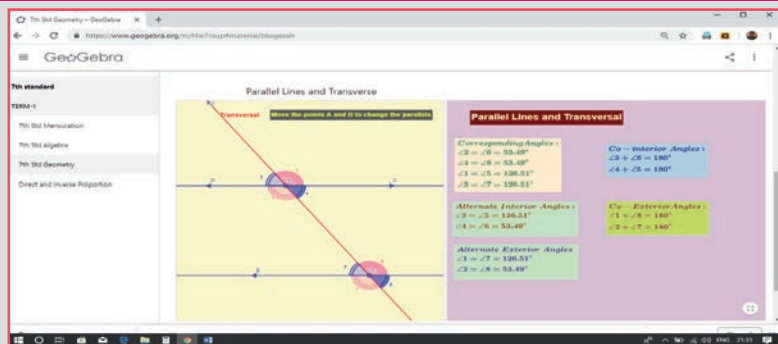 7th Std Geometry – GeoGebra
GeoGebra
7th standard
TERM-1
7th Std Mensuration
7th Std Algebra
7th Std Geometry
Direct and Inverse Proportion
Parallel Lines and Transverse
Transversal
Move the points A and D to change the parallels
Parallel Lines and Transversal
Corresponding Angles :
∠2 = ∠6 = 53.49°
∠4 = ∠8 = 53.49°
∠1 = ∠5 = 126.51°
∠3 = ∠7 = 126.51°
Co – interior Angles :
∠3 + ∠6 = 180°
∠4 + ∠5 = 180°
Alternate Interior Angles :
∠3 = ∠5 = 126.51°
∠4 = ∠6 = 53.49°
Co – Exterior Angles :
∠1 + ∠8 = 180°
∠2 + ∠7 = 180°
Alternate Exterior Angles
∠1 = ∠7 = 126.51°
∠2 = ∠8 = 53.49°
ENG 21:21